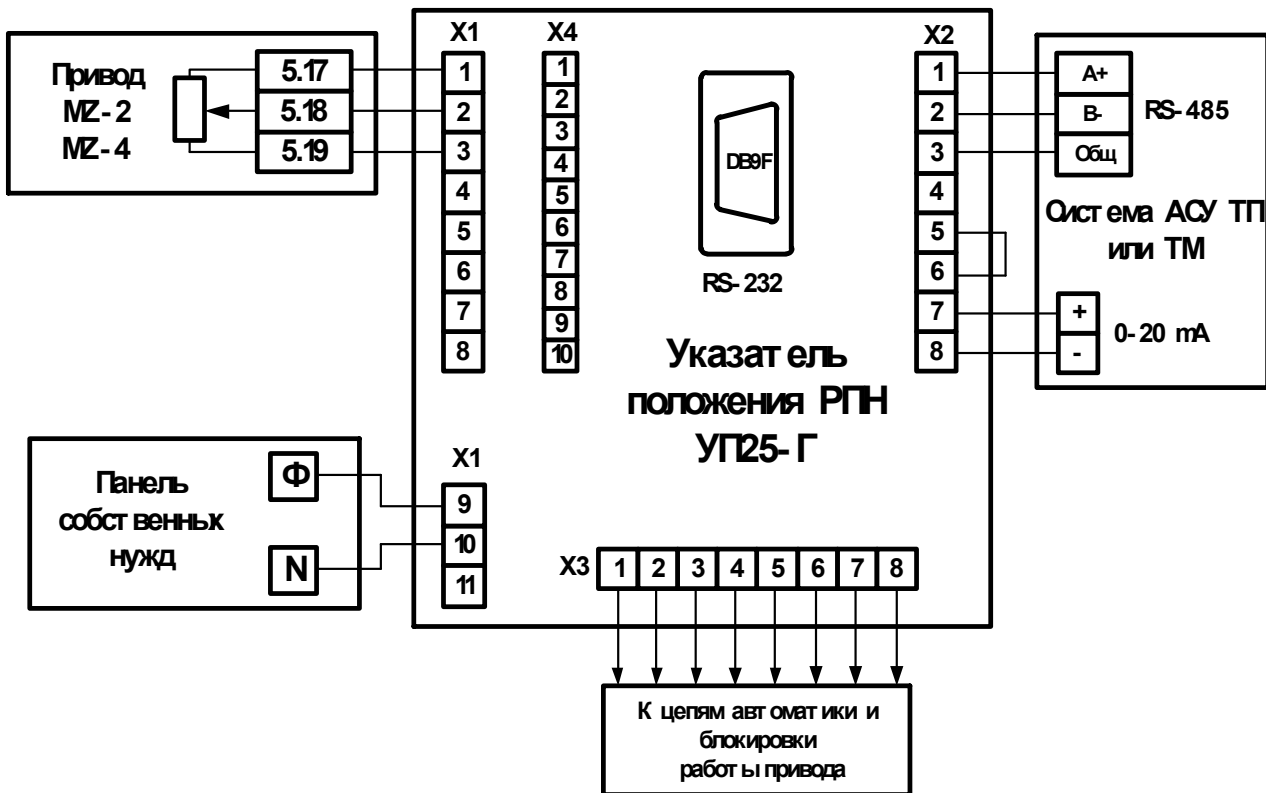 Привод
MZ-2
MZ-4
5.17
5.18
5.19
X1
1
2
3
4
5
6
7
8
X4
1
2
3
4
5
6
7
8
9
10
DB9F
RS-232
Указатель
положения РПН
УП25-Г
X2
1
2
3
4
5
6
7
8
A+
B-
Общ
RS-485
Система АСУ ТП
или ТМ
+
-
0-20 mA
Панель
собственных
нужд
Ф
N
X1
9
10
11
X3
1
2
3
4
5
6
7
8
К цепям автоматики и
блокировки
работы привода